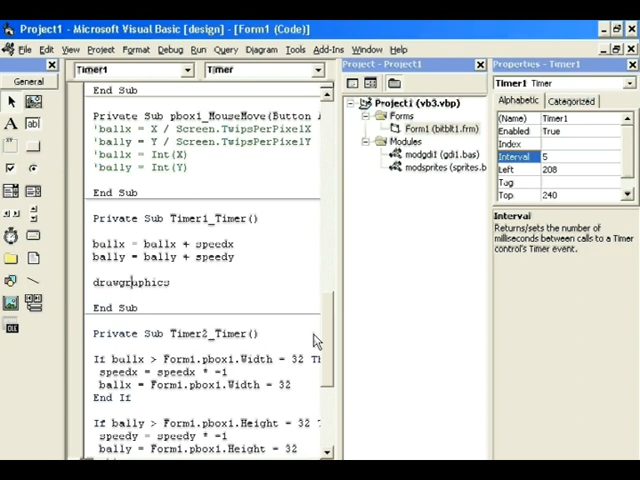 Project1 - Microsoft Visual Basic [design] - [Form1 (Code)]
File Edit View Project Format Debug Run Query Diagram Tools Add-Ins Window Help
General
Timer1 Timer
End Sub
Private Sub pbox1_MouseMove(Button
'ballx = X / Screen.TwipsPerPixelX
'bally = Y / Screen.TwipsPerPixelY
'ballx = Int(X)
'bally = Int(Y)
End Sub
Private Sub Timer1_Timer()
ballx = ballx + speedx
bally = bally + speedy
drawgraphics
End Sub
Private Sub Timer2_Timer()
If ballx > Form1.pbox1.Width - 32 Th
speedx = speedx * -1
ballx = Form1.pbox1.Width - 32
End If
If bally > Form1.pbox1.Height - 32
speedy = speedy * -1
bally = Form1.pbox1.Height - 32
Project - Project1
Project1 (vb3.vbp)
Forms
Form1 (bitblt1.frm)
Modules
modgdi1 (gdi1.bas)
modsprites (sprites.b
Properties - Timer1
Timer1 Timer
Alphabetic Categorized
(Name) Timer1
Enabled True
Index
Interval 5
Left 208
Tag
Top 240
Interval
Returns/sets the number of
milliseconds between calls to a Timer
control's Timer event.